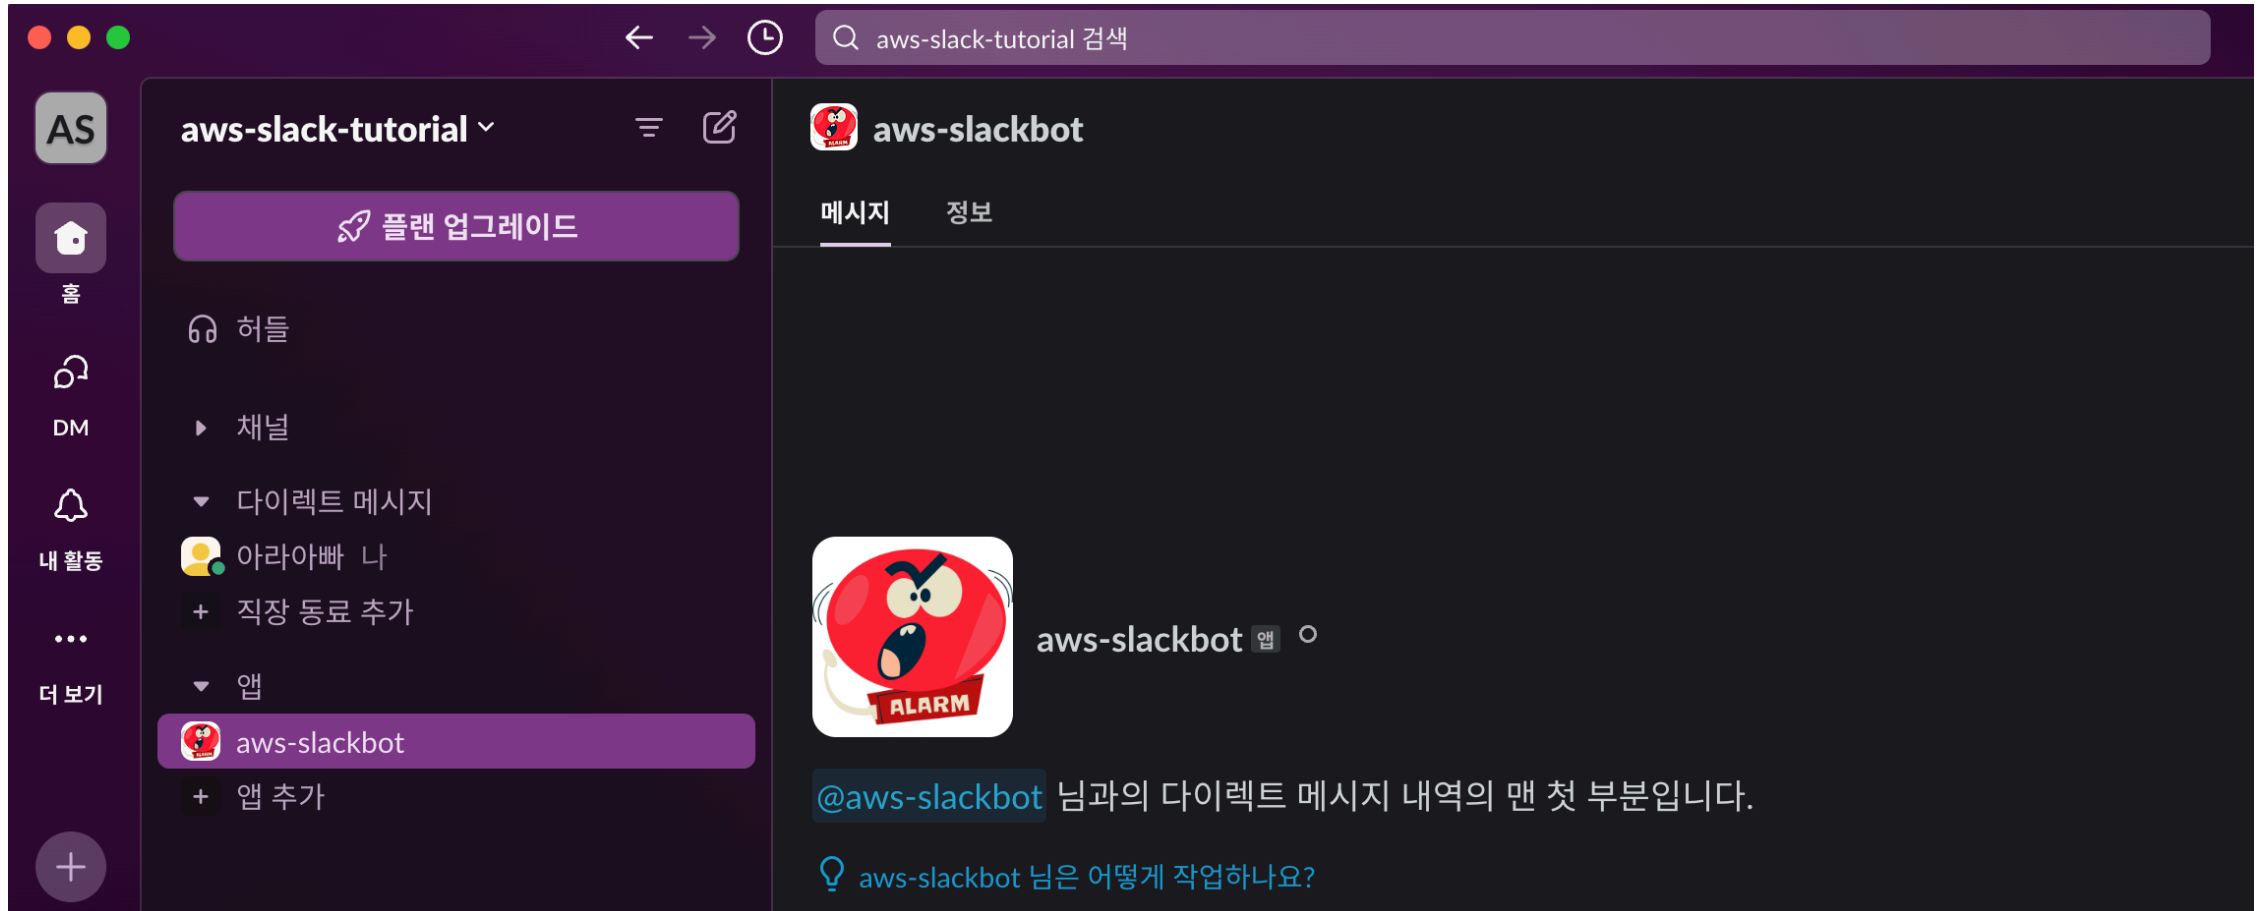 aws-slack-tutorial 검색
AS
홈
DM
내 활동
더 보기
aws-slack-tutorial
플랜 업그레이드
허들
채널
다이렉트 메시지
아라아빠 나
직장 동료 추가
앱
aws-slackbot
앱 추가
aws-slackbot
메시지 정보
ALARM
aws-slackbot 앱
@aws-slackbot 님과의 다이렉트 메시지 내역의 맨 첫 부분입니다.
aws-slackbot 님은 어떻게 작업하나요?